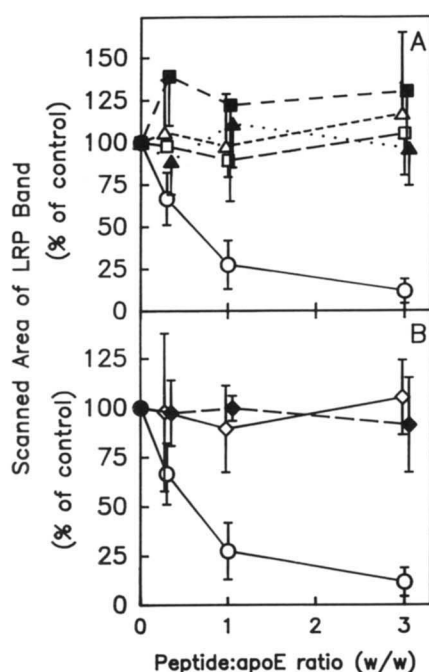 A
150
125
100
75
50
25
0
B
125
100
75
50
25
0
0 1 2 3
Peptide:apoE ratio (w/w)
Scanned Area of LRP Band
(% of control)
(% of control)